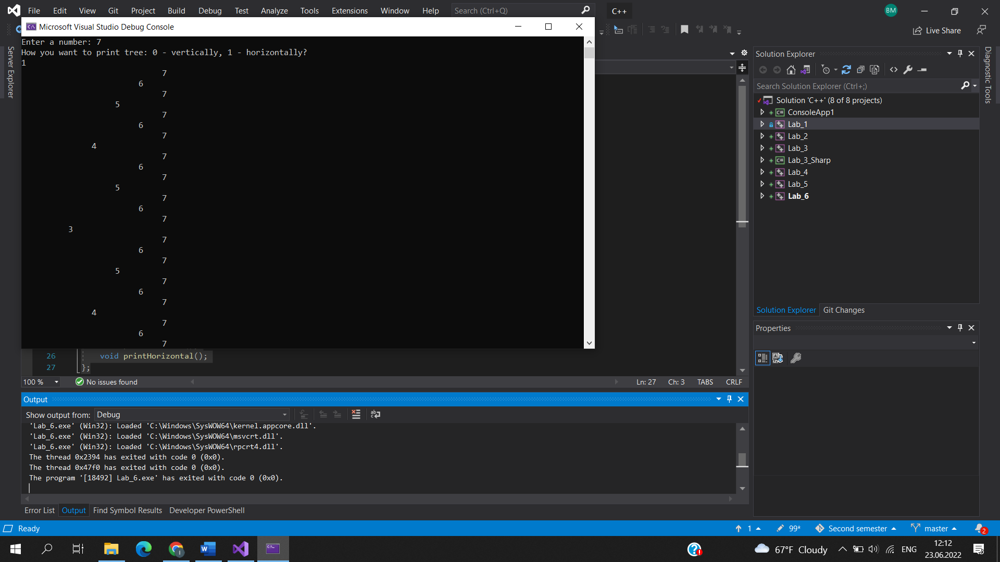 File Edit View Git Project Build Debug Test Analyze Tools Extensions Window Help Search (Ctrl+Q) C++ BM
Microsoft Visual Studio Debug Console
Live Share
Enter a number: 7
How you want to print tree: 0 - vertically, 1 - horizontally?
1
7
6
7
5
7
6
7
4
7
6
7
5
7
6
7
3
7
6
7
5
7
6
7
4
7
6
7
26 void printHorizontal();
27 };
100 % No issues found Ln: 27 Ch: 3 TABS CRLF
Server Explorer
Output
Show output from: Debug
'Lab_6.exe' (Win32): Loaded 'C:\Windows\SysWOW64\kernel.appcore.dll'.
'Lab_6.exe' (Win32): Loaded 'C:\Windows\SysWOW64\msvcrt.dll'.
'Lab_6.exe' (Win32): Loaded 'C:\Windows\SysWOW64\rpcrt4.dll'.
The thread 0x2394 has exited with code 0 (0x0).
The thread 0x47f0 has exited with code 0 (0x0).
The program '[18492] Lab_6.exe' has exited with code 0 (0x0).
Error List Output Find Symbol Results Developer PowerShell
Solution Explorer
Search Solution Explorer (Ctrl+;)
Solution 'C++' (8 of 8 projects)
ConsoleApp1
Lab_1
Lab_2
Lab_3
Lab_3_Sharp
Lab_4
Lab_5
Lab_6
Solution Explorer Git Changes
Properties
Diagnostic Tools
Ready 1 99* Second semester master 2
67°F Cloudy ENG 12:12
23.06.2022